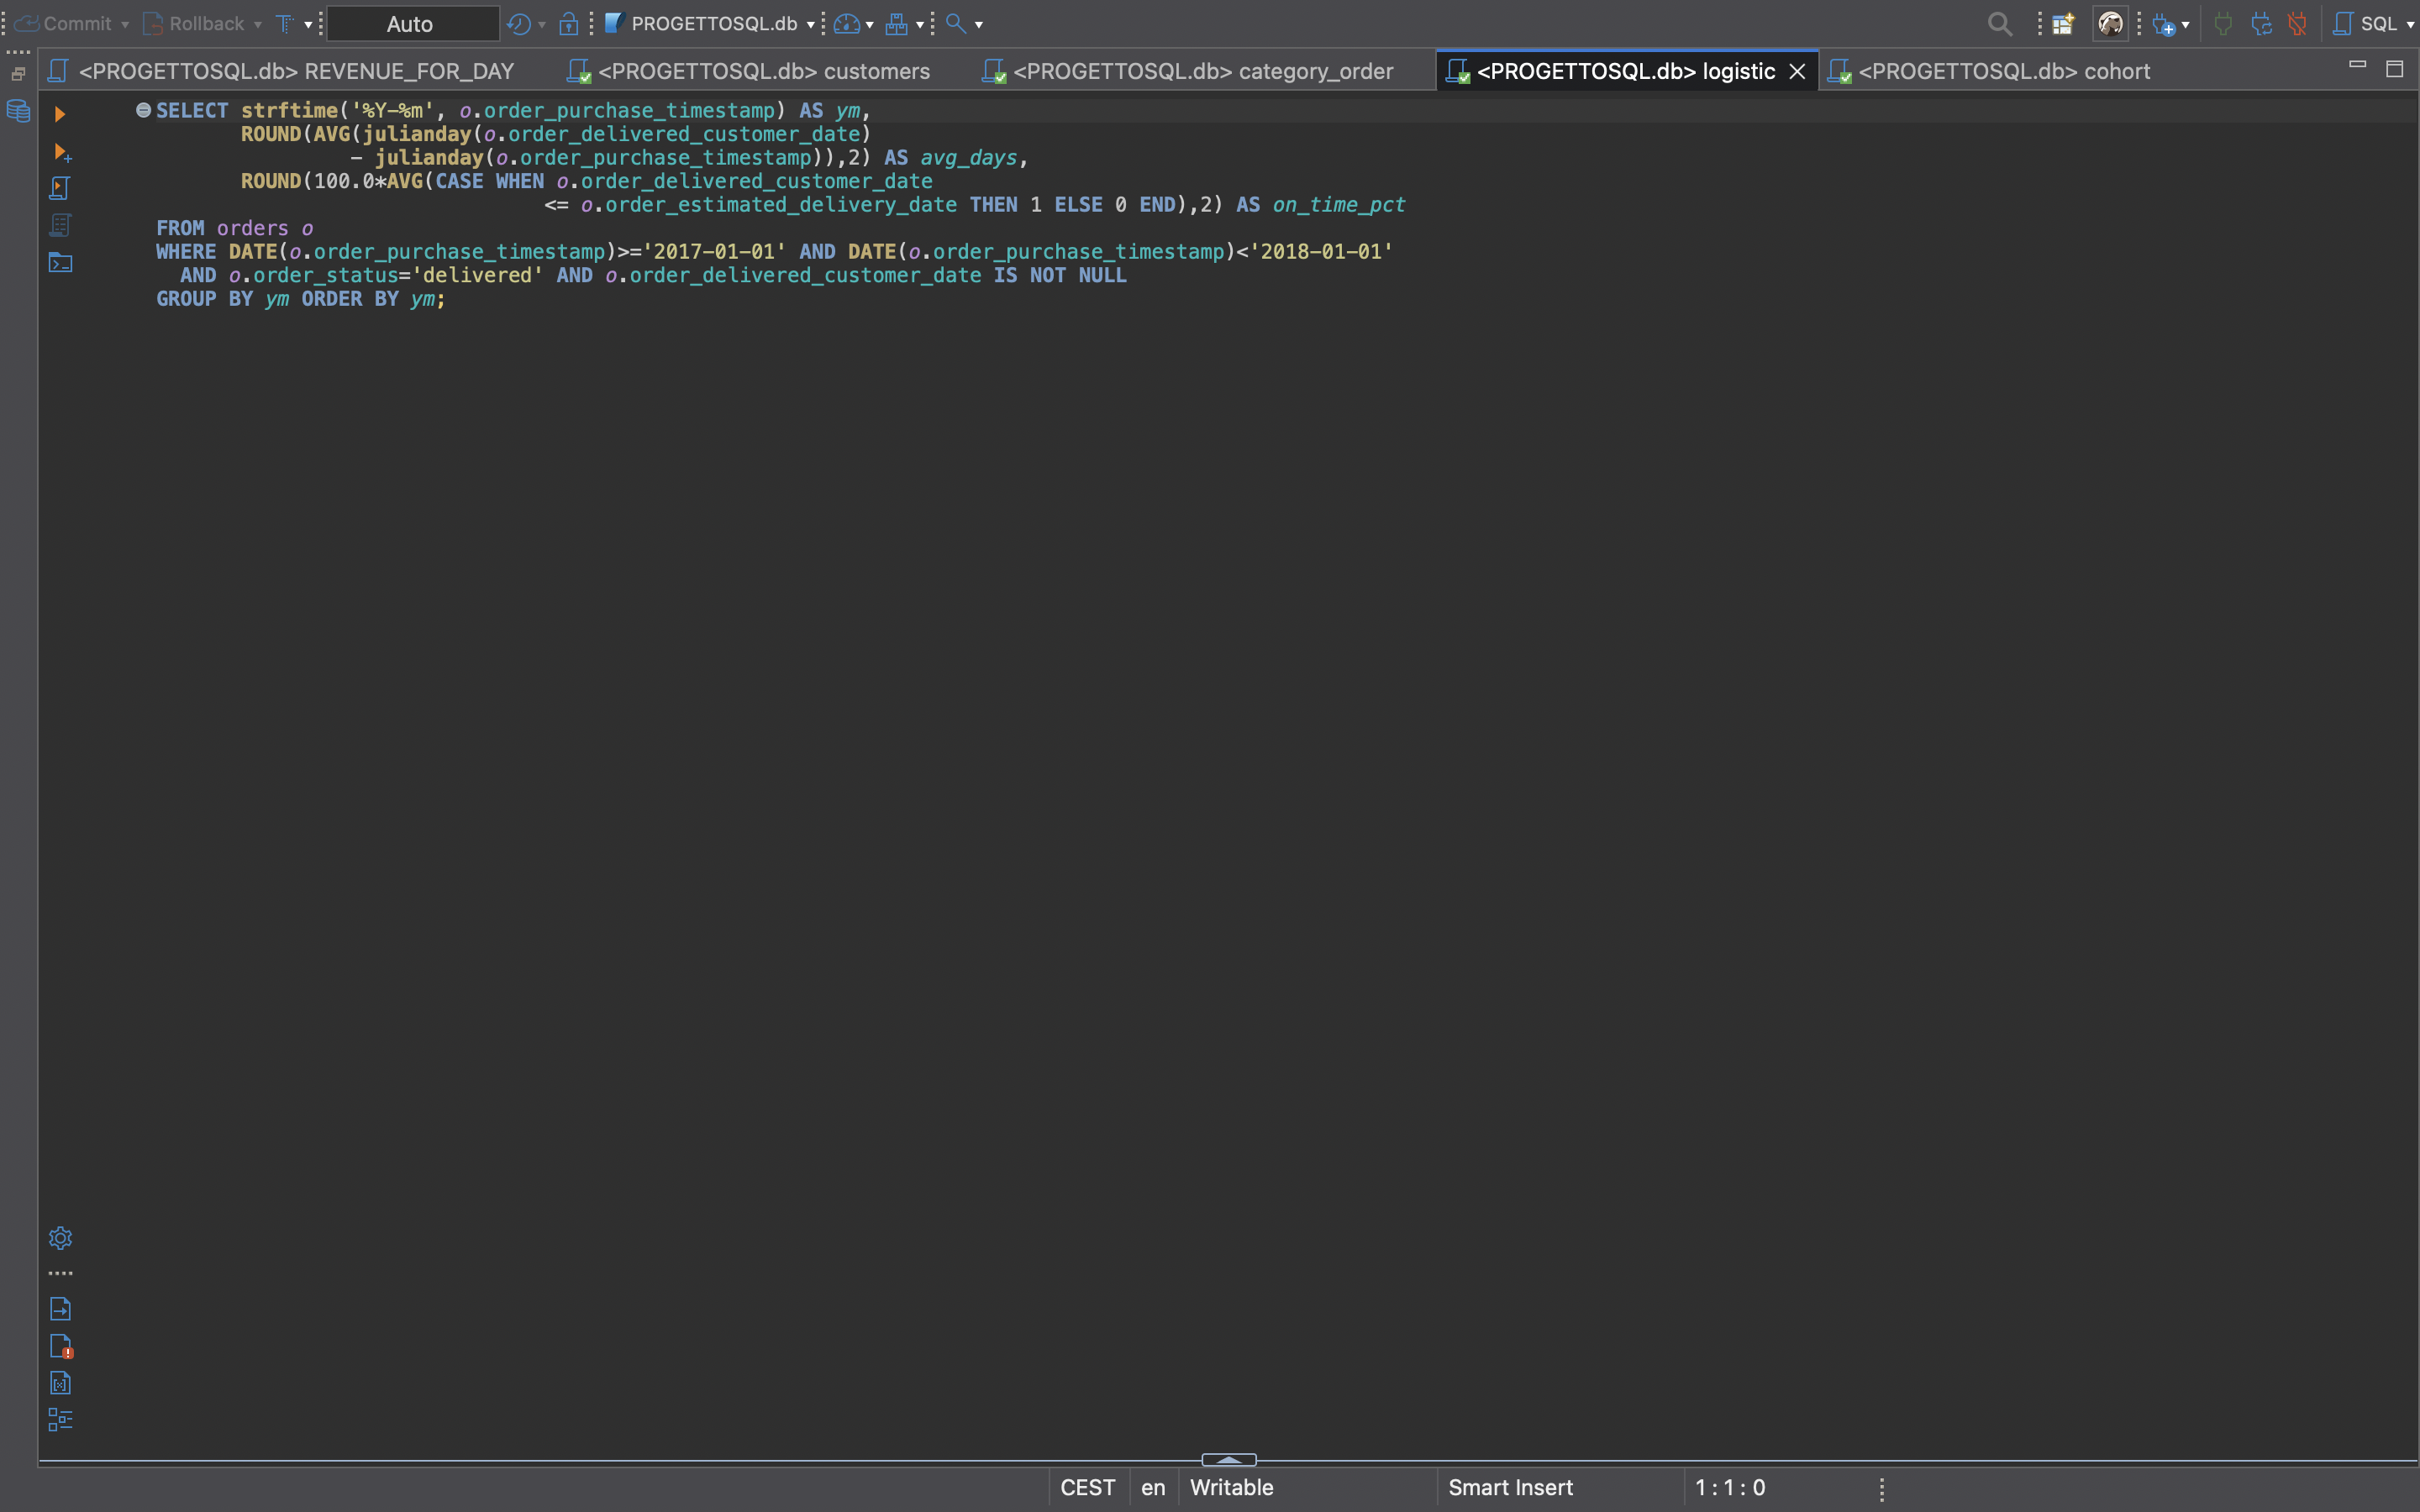 Commit Rollback Auto PROGETTOSQL.db SQL
<PROGETTOSQL.db> REVENUE_FOR_DAY <PROGETTOSQL.db> customers <PROGETTOSQL.db> category_order <PROGETTOSQL.db> logistic <PROGETTOSQL.db> cohort
SELECT strftime('%Y-%m', o.order_purchase_timestamp) AS ym,
ROUND(AVG(julianday(o.order_delivered_customer_date)
- julianday(o.order_purchase_timestamp)),2) AS avg_days,
ROUND(100.0*AVG(CASE WHEN o.order_delivered_customer_date
<= o.order_estimated_delivery_date THEN 1 ELSE 0 END),2) AS on_time_pct
FROM orders o
WHERE DATE(o.order_purchase_timestamp)>='2017-01-01' AND DATE(o.order_purchase_timestamp)<'2018-01-01'
AND o.order_status='delivered' AND o.order_delivered_customer_date IS NOT NULL
GROUP BY ym ORDER BY ym;
CEST en Writable Smart Insert 1 : 1 : 0